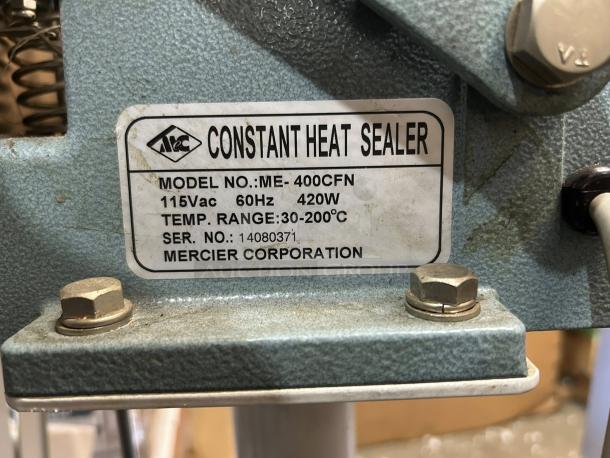 AIE CONSTANT HEAT SEALER
MODEL NO.:ME- 400CFN
115Vac 60Hz 420W
TEMP. RANGE:30-200°C
SER. NO.: 14080371
MERCIER CORPORATION